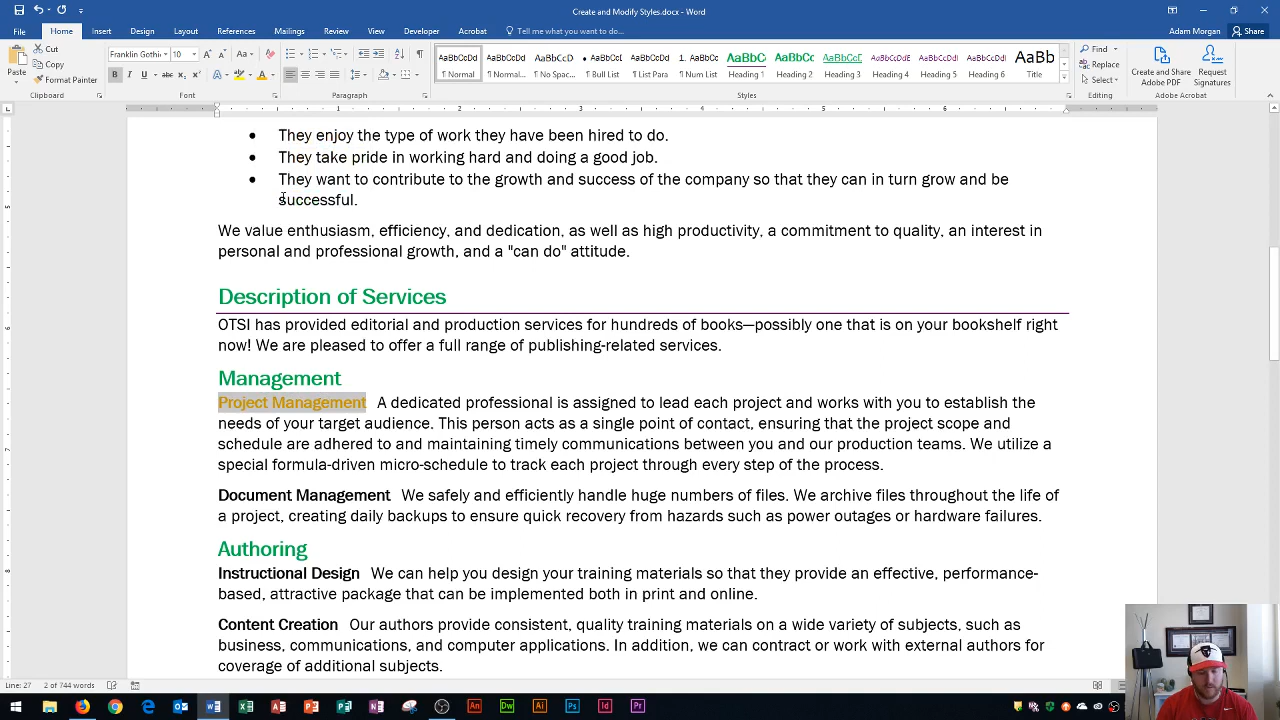 Create and Modify Styles.docx - Word
File Home Insert Design Layout References Mailings Review View Developer Acrobat Tell me what you want to do... Adam Morgan Share
Cut
Copy
Format Painter
Paste
Clipboard
Franklin Gothic 10
Font
Paragraph
AaBbCcDd AaBbCcDd AaBbCcD AaBbC AaBbC AaBbCcDd AaBbCcDd AaBbCcDd AaBb
¶ Normal ¶ Normal... ¶ No Spac... ¶ Bull List ¶ List Para ¶ Num List Heading 1 Heading 2 Heading 3 Heading 4 Heading 5 Heading 6 Title
Styles
Find
Replace
Select
Editing
Create and Share
Adobe PDF
Request
Signatures
Adobe Acrobat
• They enjoy the type of work they have been hired to do.
• They take pride in working hard and doing a good job.
• They want to contribute to the growth and success of the company so that they can in turn grow and be
successful.
We value enthusiasm, efficiency, and dedication, as well as high productivity, a commitment to quality, an interest in
personal and professional growth, and a "can do" attitude.
Description of Services
OTSI has provided editorial and production services for hundreds of books—possibly one that is on your bookshelf right
now! We are pleased to offer a full range of publishing-related services.
Management
Project Management A dedicated professional is assigned to lead each project and works with you to establish the
needs of your target audience. This person acts as a single point of contact, ensuring that the project scope and
schedule are adhered to and maintaining timely communications between you and our production teams. We utilize a
special formula-driven micro-schedule to track each project through every step of the process.
Document Management We safely and efficiently handle huge numbers of files. We archive files throughout the life of
a project, creating daily backups to ensure quick recovery from hazards such as power outages or hardware failures.
Authoring
Instructional Design We can help you design your training materials so that they provide an effective, performance-
based, attractive package that can be implemented both in print and online.
Content Creation Our authors provide consistent, quality training materials on a wide variety of subjects, such as
business, communications, and computer applications. In addition, we can contract or work with external authors for
coverage of additional subjects.
Line: 27 2 of 744 words
An Dw Ai Ps Id Pr